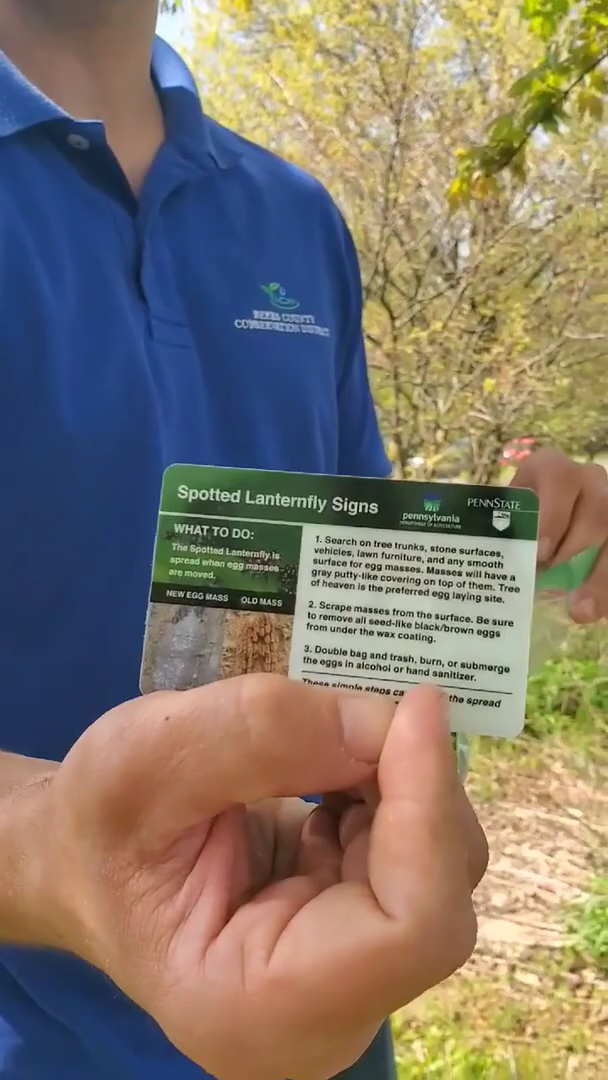 BERKS COUNTY
CONSERVATION DISTRICT
Spotted Lanternfly Signs
pennsylvania
DEPARTMENT OF AGRICULTURE
PENNSTATE
WHAT TO DO:
The Spotted Lanternfly is
spread when egg masses
are moved.
NEW EGG MASS OLD MASS
1. Search on tree trunks, stone surfaces,
vehicles, lawn furniture, and any smooth
surface for egg masses. Masses will have a
gray putty-like covering on top of them. Tree
of heaven is the preferred egg laying site.
2. Scrape masses from the surface. Be sure
to remove all seed-like black/brown eggs
from under the wax coating.
3. Double bag and trash, burn, or submerge
the eggs in alcohol or hand sanitizer.
These simple steps the spread